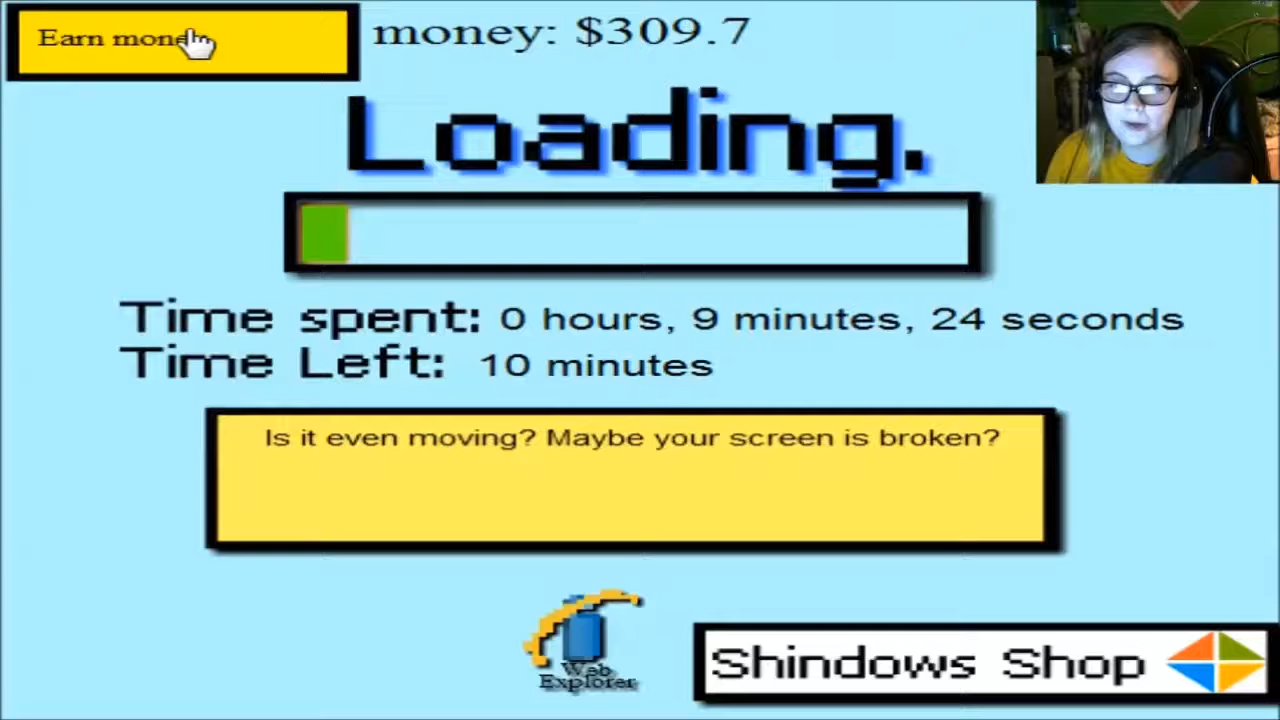 Earn money
money: $309.7
Loading.
Time spent: 0 hours, 9 minutes, 24 seconds
Time Left: 10 minutes
Is it even moving? Maybe your screen is broken?
Web
Explorer
Shindows Shop